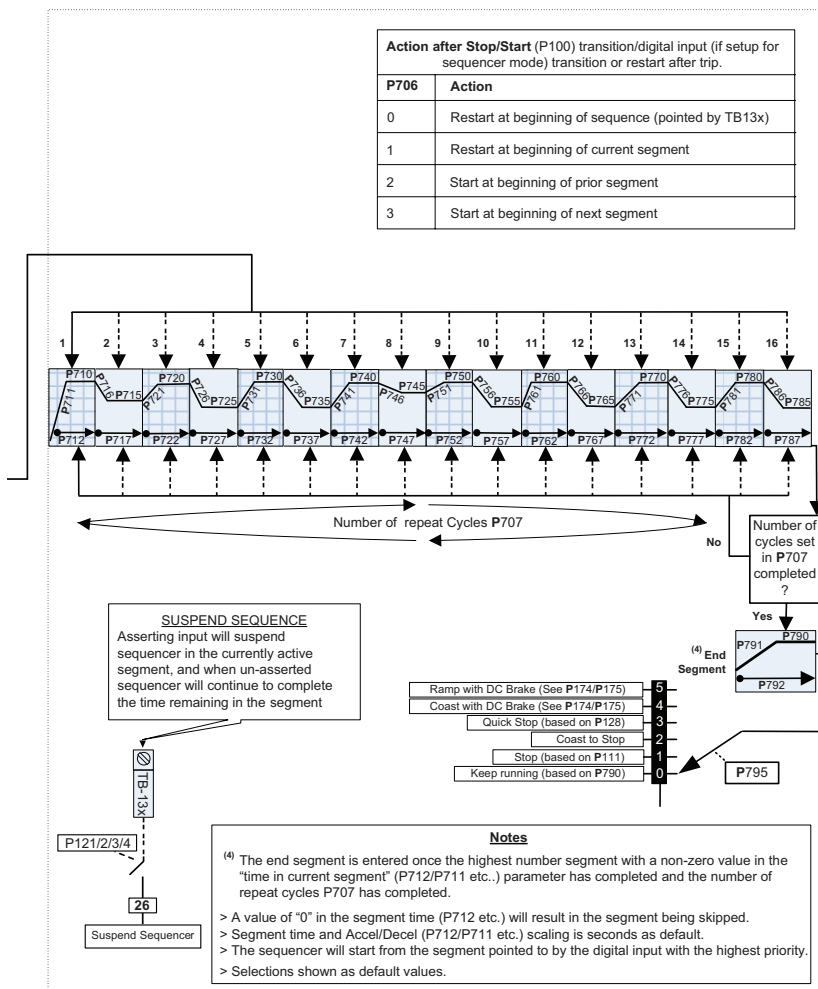 Action after Stop/Start (P100) transition/digital input (if setup for
sequencer mode) transition or restart after trip.
P706 Action
0 Restart at beginning of sequence (pointed by TB13x)
1 Restart at beginning of current segment
2 Start at beginning of prior segment
3 Start at beginning of next segment
1 2 3 4 5 6 7 8 9 10 11 12 13 14 15 16
P710 P711 P712
P716 P715 P717
P720 P721 P722
P726 P725 P727
P730 P731 P732
P736 P735 P737
P740 P741 P742
P746 P745 P747
P750 P751 P752
P756 P755 P757
P760 P761 P762
P766 P765 P767
P770 P771 P772
P776 P775 P777
P780 P781 P782
P786 P785 P787
Number of repeat Cycles P707
No
Number of
cycles set
in P707
completed
?
Yes
(4) End
Segment
P791 P790
P792
SUSPEND SEQUENCE
Asserting input will suspend
sequencer in the currently active
segment, and when un-asserted
sequencer will continue to complete
the time remaining in the segment
Ramp with DC Brake (See P174/P175) 5
Coast with DC Brake (See P174/P175) 4
Quick Stop (based on P128) 3
Coast to Stop 2
Stop (based on P111) 1
Keep running (based on P790) 0
P795
TB-13x
P121/2/3/4
26
Suspend Sequencer
Notes
(4) The end segment is entered once the highest number segment with a non-zero value in the
“time in current segment” (P712/P711 etc..) parameter has completed and the number of
repeat cycles P707 has completed.
> A value of “0” in the segment time (P712 etc.) will result in the segment being skipped.
> Segment time and Accel/Decel (P712/P711 etc.) scaling is seconds as default.
> The sequencer will start from the segment pointed to by the digital input with the highest priority.
> Selections shown as default values.